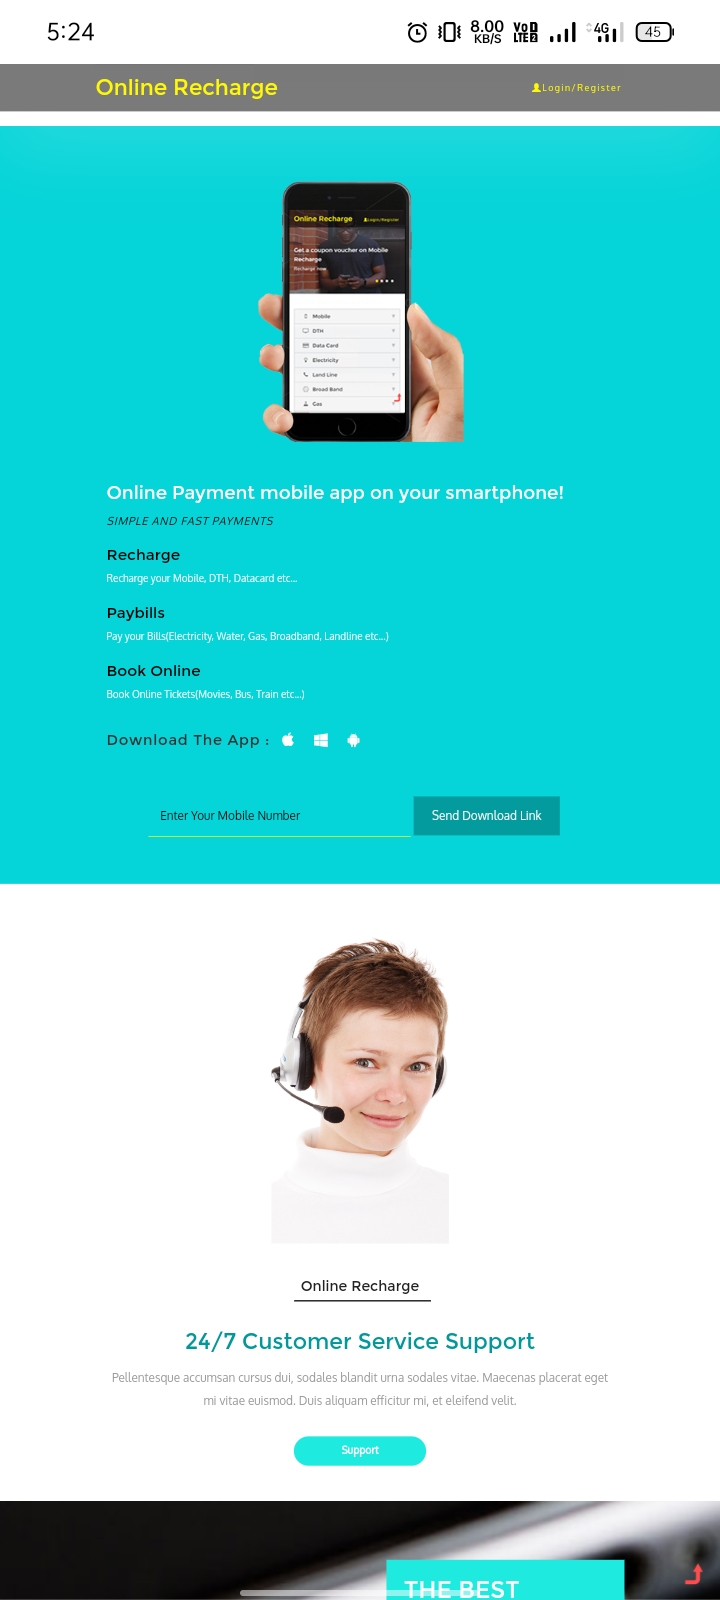 5:24
8.00
KB/S
Vo 1
LTE 2
4G
45
Online Recharge
Login/Register
Online Recharge
Login/Register
Get a coupon voucher on Mobile
Recharge
Recharge now
Mobile
DTH
Data Card
Electricity
Land Line
Broad Band
Gas
Online Payment mobile app on your smartphone!
SIMPLE AND FAST PAYMENTS
Recharge
Recharge your Mobile, DTH, Datacard etc...
Paybills
Pay your Bills(Electricity, Water, Gas, Broadband, Landline etc...)
Book Online
Book Online Tickets(Movies, Bus, Train etc...)
Download The App :
Enter Your Mobile Number
Send Download Link
Online Recharge
24/7 Customer Service Support
Pellentesque accumsan cursus dui, sodales blandit urna sodales vitae. Maecenas placerat eget
mi vitae euismod. Duis aliquam efficitur mi, et eleifend velit.
Support
THE BEST